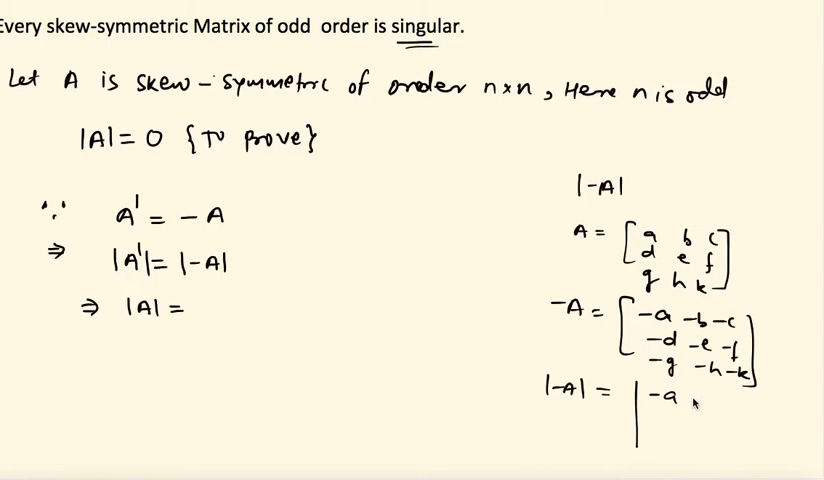 Every skew-symmetric Matrix of odd order is singular.
Let A is skew - symmetric of order n×n, Here n is odd
|A| = 0 {To prove}
∵ A' = - A
⇒ |A'| = |-A|
⇒ |A| =
|-A|
A = [a b c
d e f
g h k]
-A = [-a -b -c
-d -e -f
-g -h -k]
|-A| = | -a